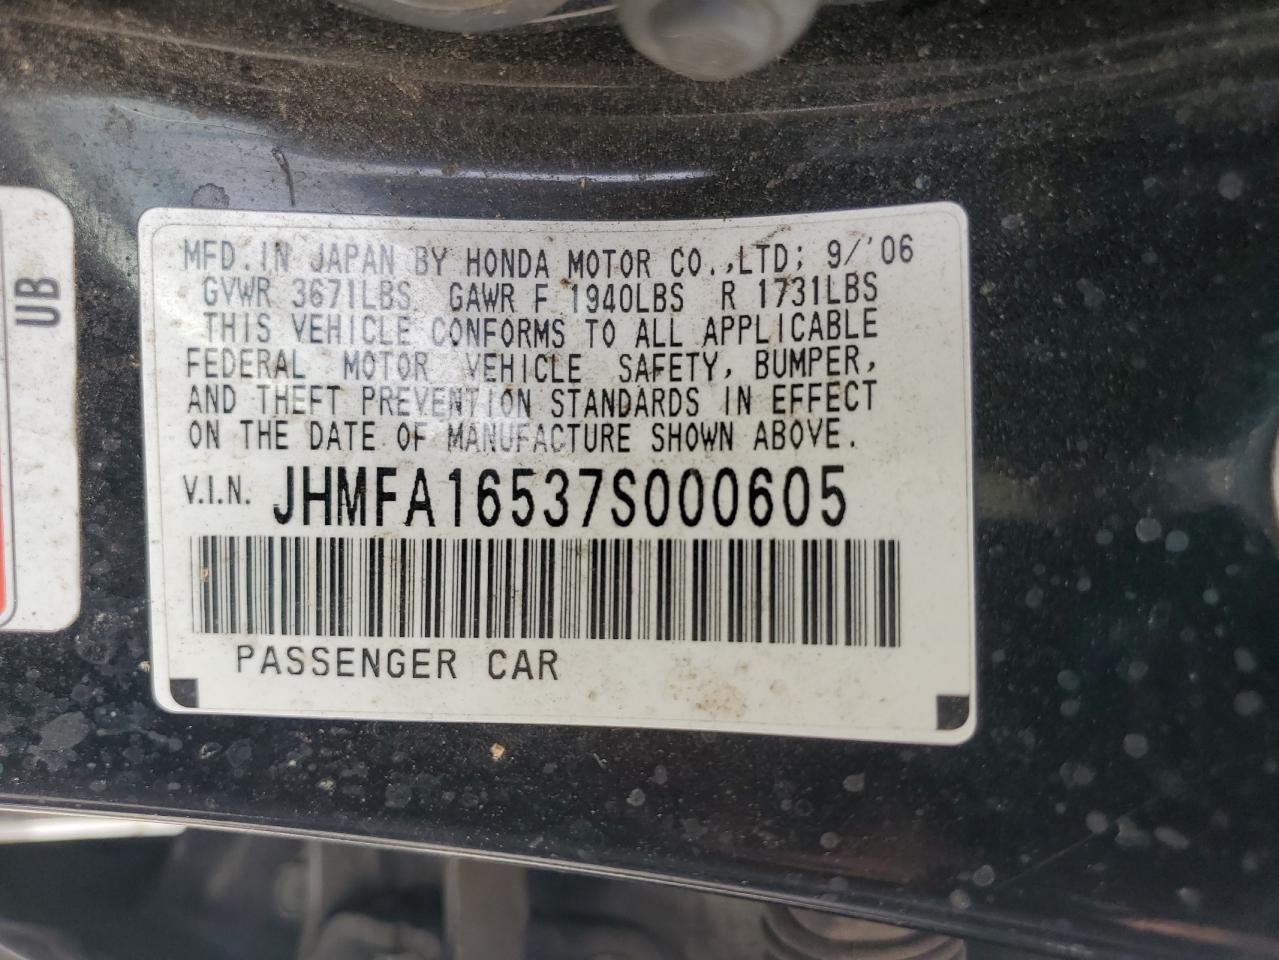 MFD. IN JAPAN BY HONDA MOTOR CO.,LTD; 9/'06
GVWR 3671LBS GAWR F 1940LBS R 1731LBS
THIS VEHICLE CONFORMS TO ALL APPLICABLE
FEDERAL MOTOR VEHICLE SAFETY, BUMPER,
AND THEFT PREVENTION STANDARDS IN EFFECT
ON THE DATE OF MANUFACTURE SHOWN ABOVE.
V.I.N. JHMFA16537S000605
PASSENGER CAR
UB